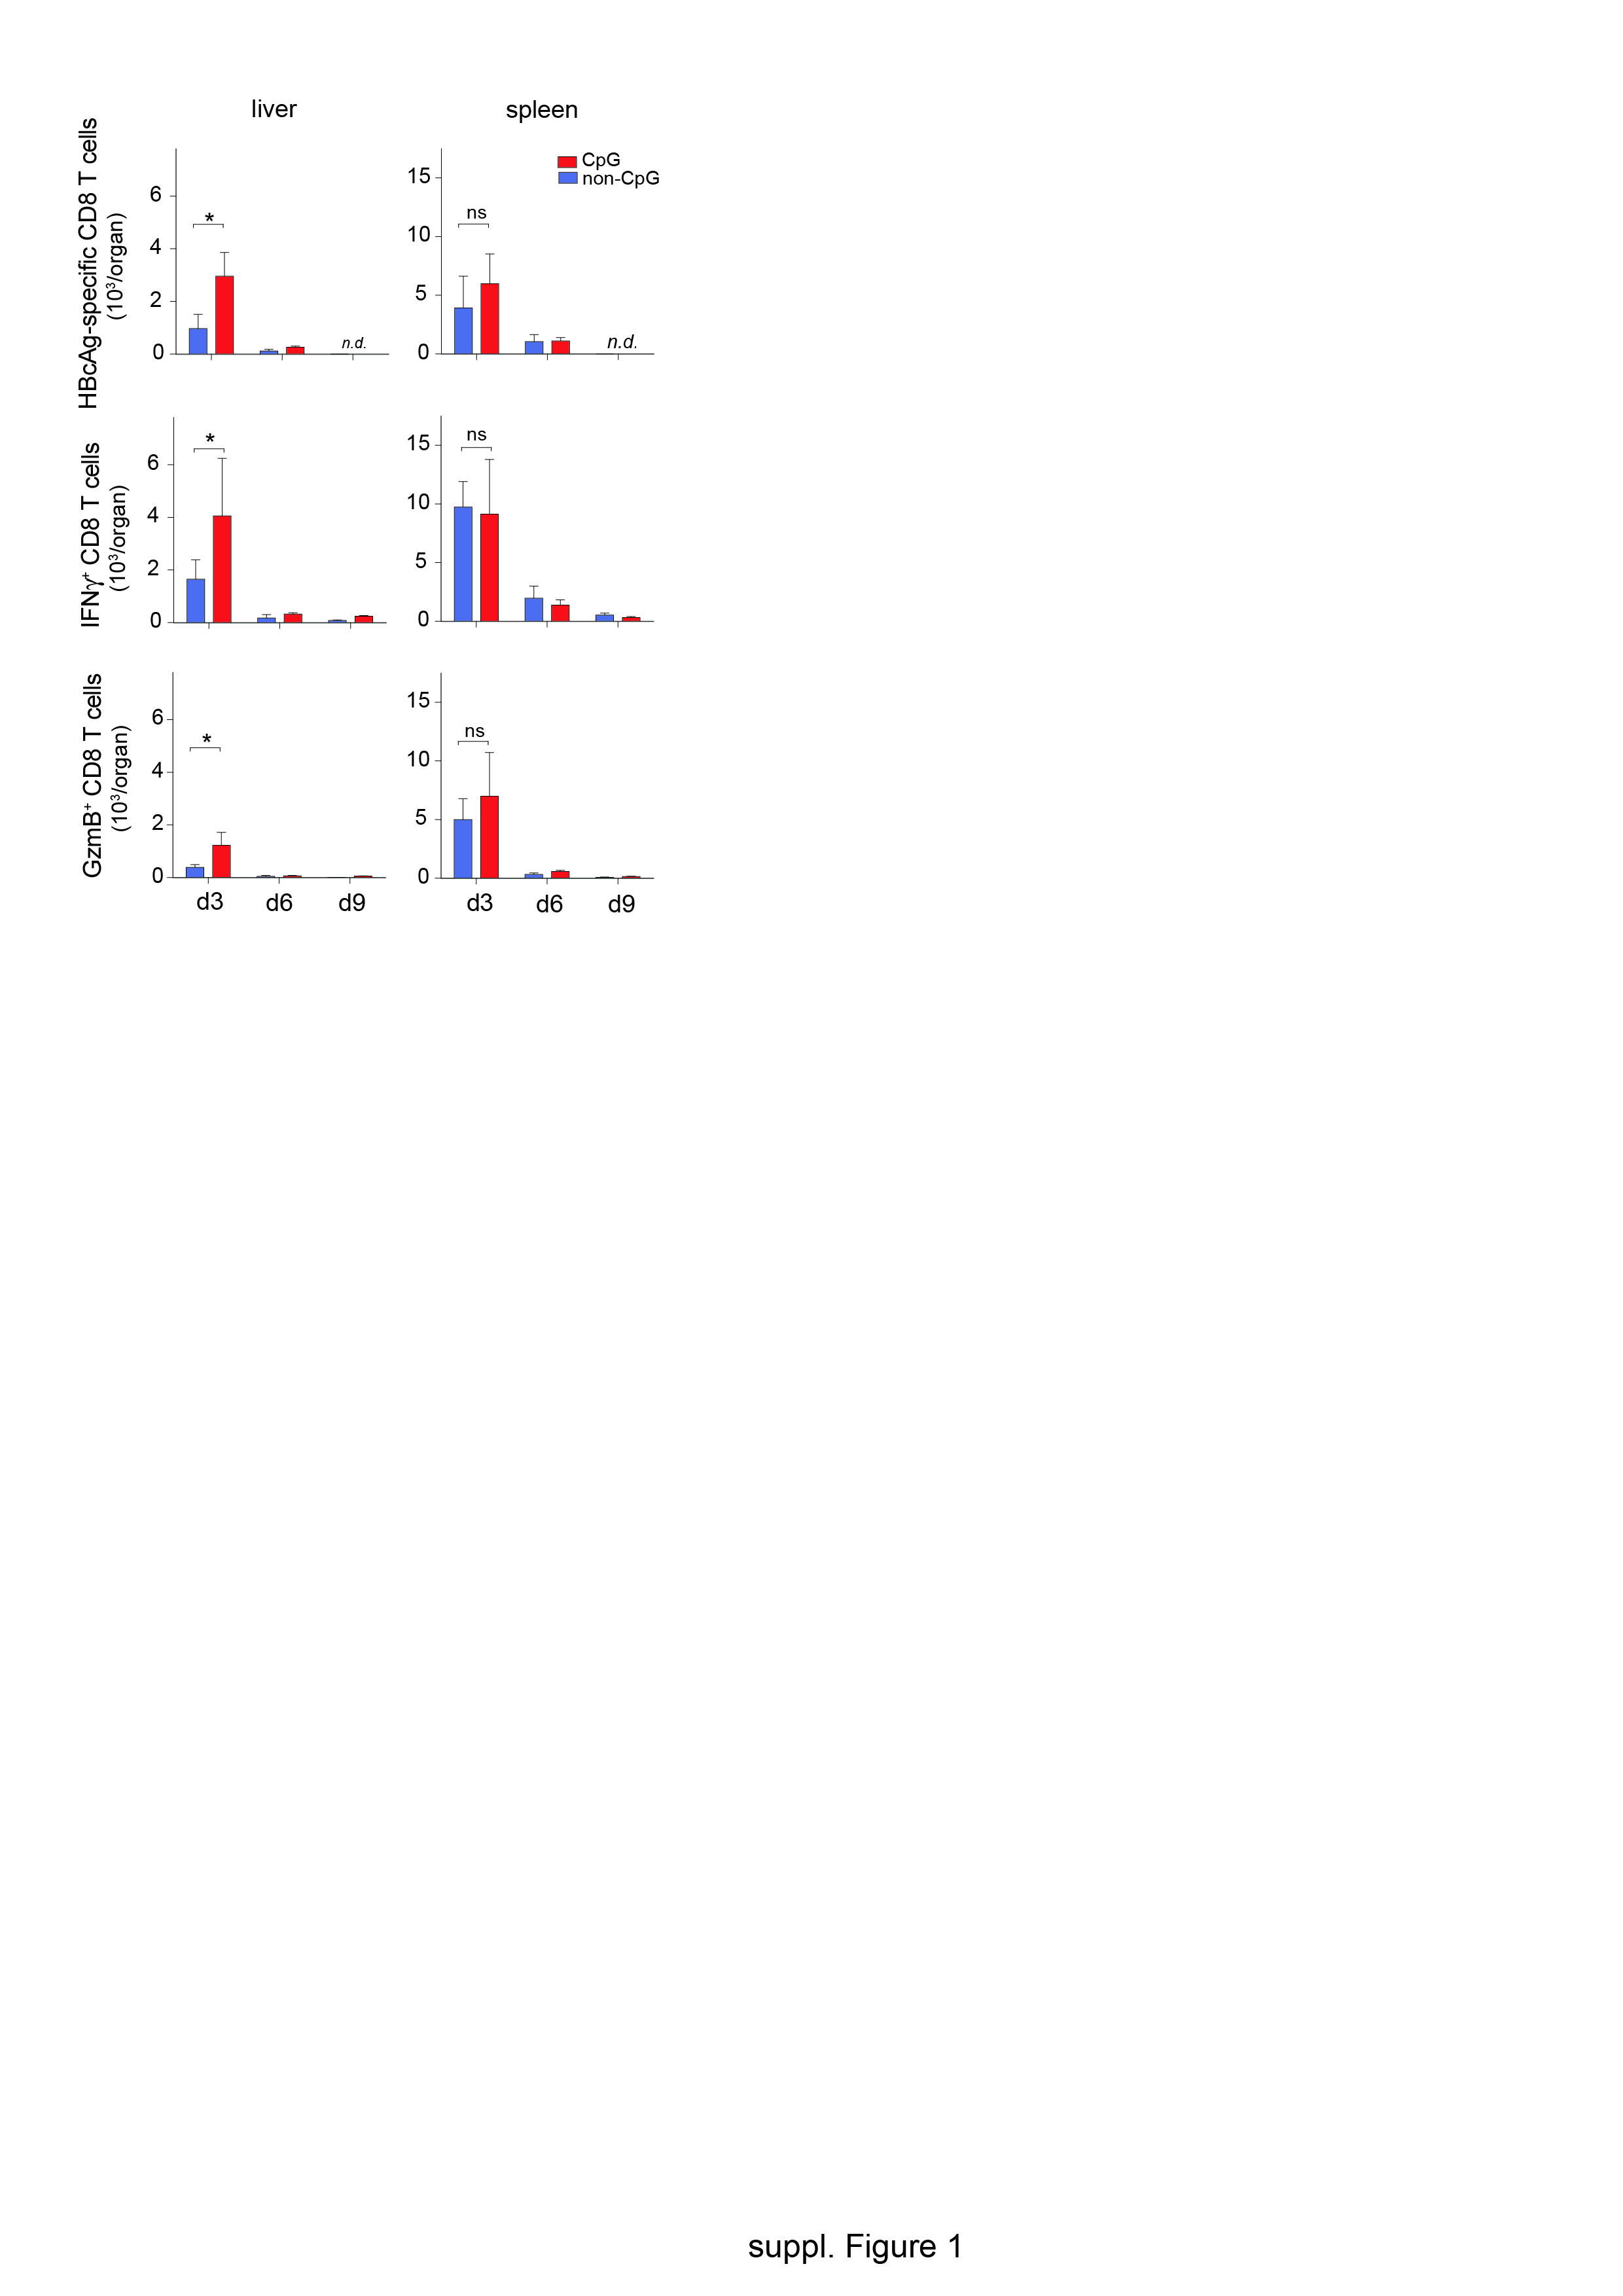 liver
spleen
HBcAg-specific CD8 T cells
(10³/organ)
6
4
2
0
*
n.d.
15
10
5
0
ns
n.d.
CpG
non-CpG
IFNγ⁺ CD8 T cells
(10³/organ)
6
4
2
0
*
15
10
5
0
ns
GzmB⁺ CD8 T cells
(10³/organ)
6
4
2
0
*
d3 d6 d9
15
10
5
0
ns
d3 d6 d9
suppl. Figure 1